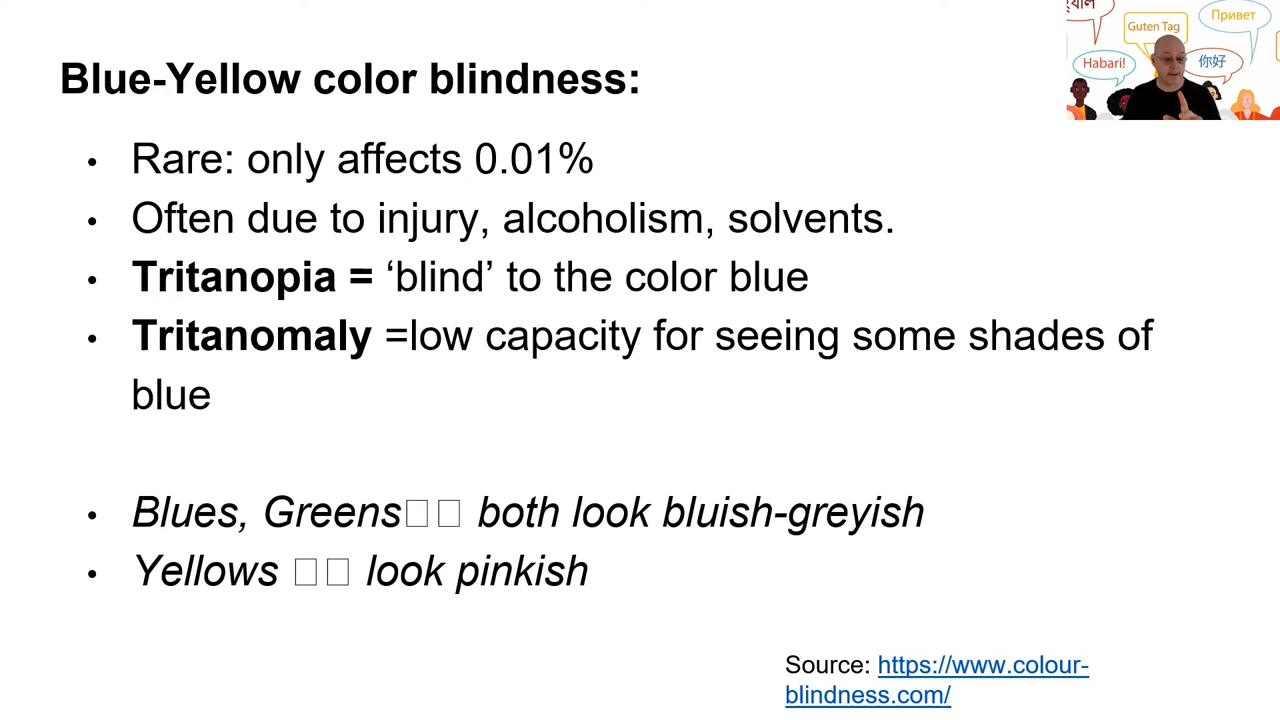 Blue-Yellow color blindness:
• Rare: only affects 0.01%
• Often due to injury, alcoholism, solvents.
• Tritanopia = ‘blind’ to the color blue
• Tritanomaly =low capacity for seeing some shades of
blue
• Blues, Greens□□ both look bluish-greyish
• Yellows □□ look pinkish
Source: https://www.colour-
blindness.com/
Guten Tag
Привет
Habari!
你好